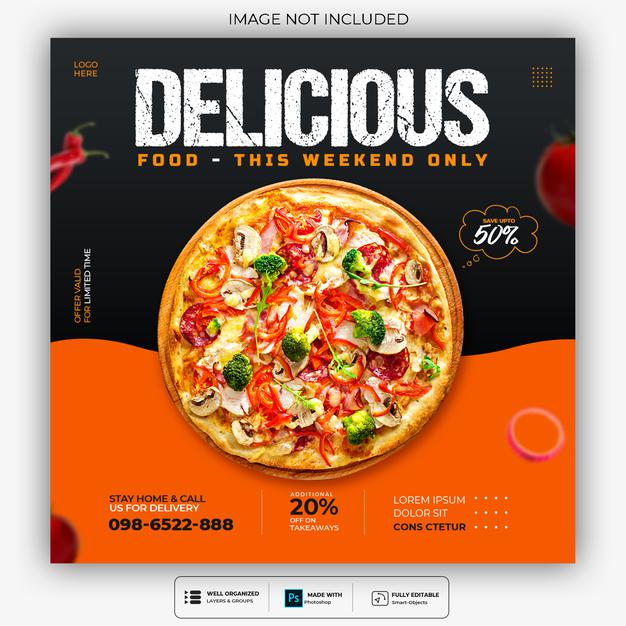 IMAGE NOT INCLUDED
LOGO
HERE
DELICIOUS
FOOD - THIS WEEKEND ONLY
SAVE UPTO
50%
OFFER VALID
FOR LIMITED TIME
STAY HOME & CALL
US FOR DELIVERY
098-6522-888
ADDITIONAL
20%
OFF ON
TAKEAWAYS
LOREM IPSUM
DOLOR SIT
CONS CTETUR
WELL ORGANIZED
LAYERS & GROUPS
Ps
MADE WITH
Photoshop
FULLY EDITABLE
Smart-Objects